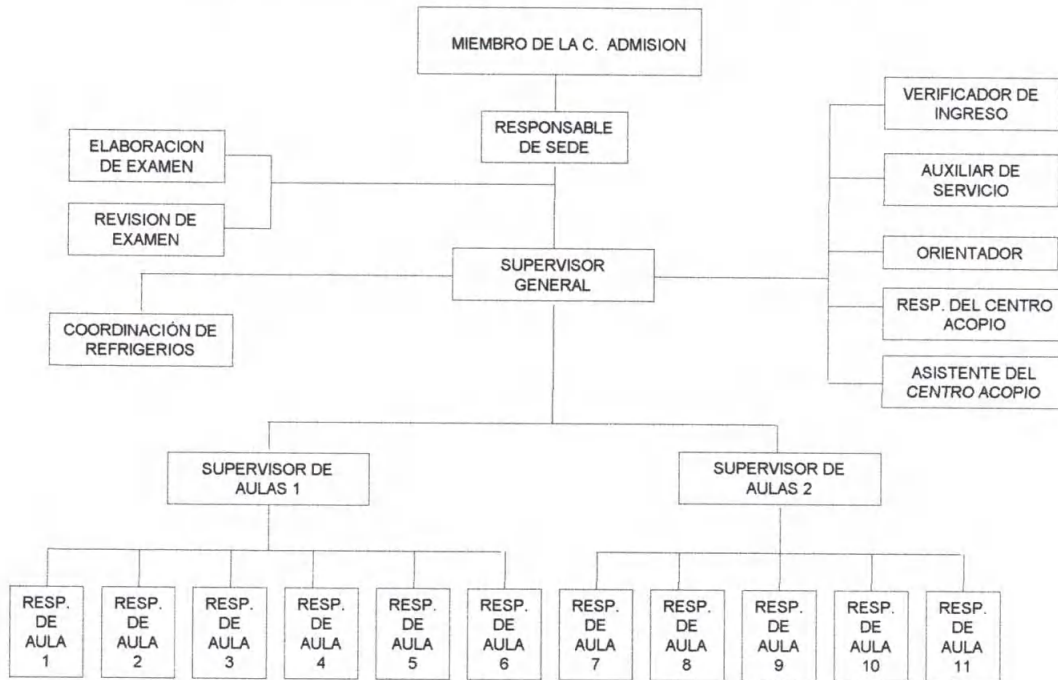 MIEMBRO DE LA C. ADMISION
RESPONSABLE
DE SEDE
ELABORACION
DE EXAMEN
REVISION DE
EXAMEN
SUPERVISOR
GENERAL
COORDINACIÓN DE
REFRIGERIOS
VERIFICADOR DE
INGRESO
AUXILIAR DE
SERVICIO
ORIENTADOR
RESP. DEL CENTRO
ACOPIO
ASISTENTE DEL
CENTRO ACOPIO
SUPERVISOR DE
AULAS 1
SUPERVISOR DE
AULAS 2
RESP.
DE
AULA
1
RESP.
DE
AULA
2
RESP.
DE
AULA
3
RESP.
DE
AULA
4
RESP.
DE
AULA
5
RESP.
DE
AULA
6
RESP.
DE
AULA
7
RESP.
DE
AULA
8
RESP.
DE
AULA
9
RESP.
DE
AULA
10
RESP.
DE
AULA
11